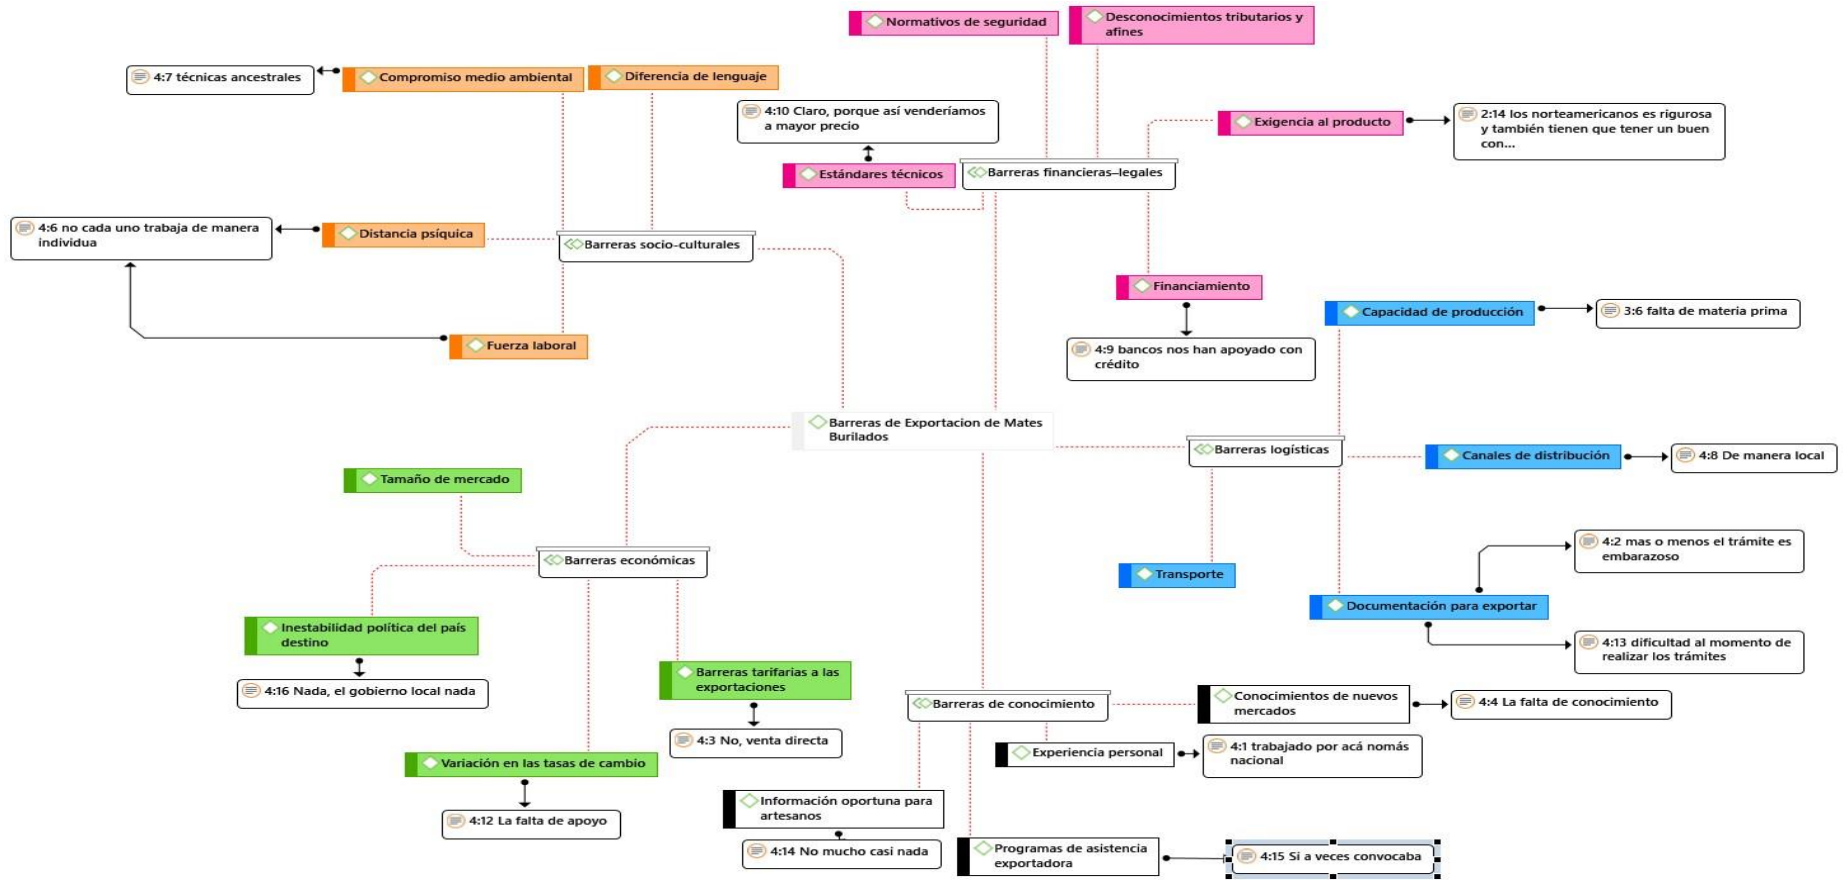 Normativos de seguridad
Desconocimientos tributarios y
afines
4:7 técnicas ancestrales
Compromiso medio ambiental
Diferencia de lenguaje
4:10 Claro, porque así venderíamos
a mayor precio
Exigencia al producto
2:14 los norteamericanos es rigurosa
y también tienen que tener un buen
con...
Estándares técnicos
Barreras financieras-legales
4:6 no cada uno trabaja de manera
individua
Distancia psíquica
Barreras socio-culturales
Financiamiento
Capacidad de producción
3:6 falta de materia prima
Fuerza laboral
4:9 bancos nos han apoyado con
crédito
Barreras de Exportacion de Mates
Burilados
Barreras logísticas
Canales de distribución
4:8 De manera local
Tamaño de mercado
Barreras económicas
4:2 mas o menos el trámite es
embarazoso
Transporte
Documentación para exportar
Inestabilidad política del país
destino
4:13 dificultad al momento de
realizar los trámites
Barreras tarifarias a las
exportaciones
4:16 Nada, el gobierno local nada
Barreras de conocimiento
Conocimientos de nuevos
mercados
4:4 La falta de conocimiento
4:3 No, venta directa
Experiencia personal
4:1 trabajado por acá nomás
nacional
Variación en las tasas de cambio
Información oportuna para
artesanos
4:12 La falta de apoyo
4:14 No mucho casi nada
Programas de asistencia
exportadora
4:15 Si a veces convocaba